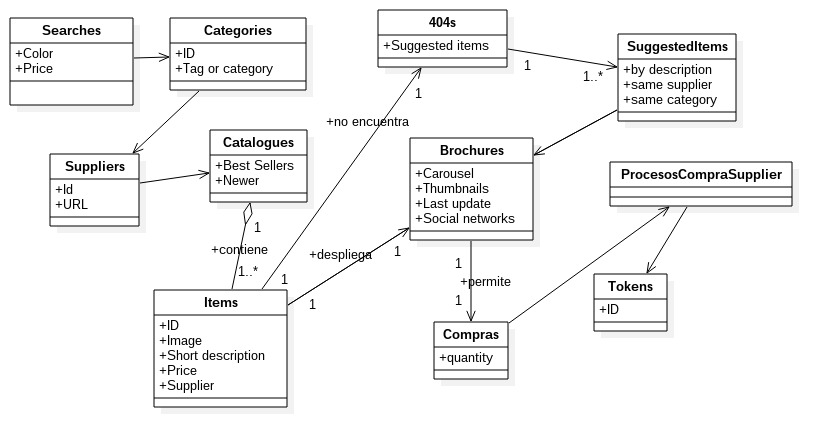 Searches
+Color
+Price
Categories
+ID
+Tag or category
404s
+Suggested items
SuggestedItems
+by description
+same supplier
+same category
1
1..*
1
+no encuentra
Suppliers
+Id
+URL
Catalogues
+Best Sellers
+Newer
Brochures
+Carousel
+Thumbnails
+Last update
+Social networks
ProcesosCompraSupplier
1
+contiene
1..*
+despliega
1
1
1
1
+permite
1
Tokens
+ID
Items
+ID
+Image
+Short description
+Price
+Supplier
Compras
+quantity